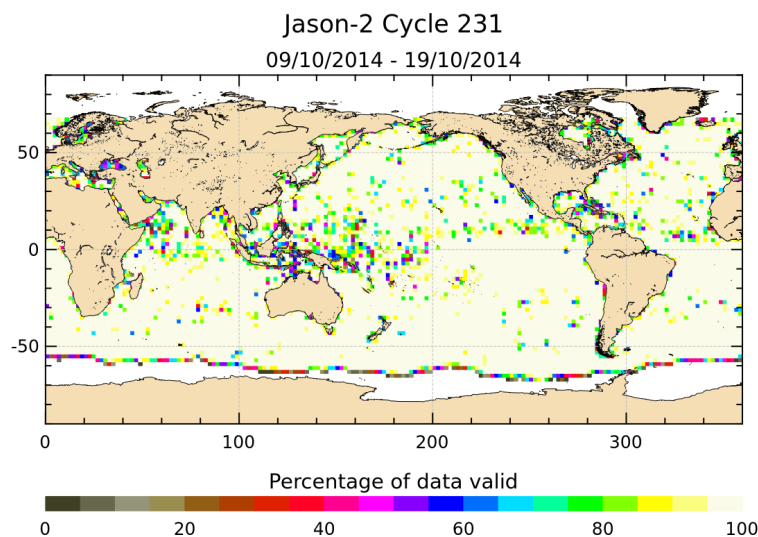 Jason-2 Cycle 231
09/10/2014 - 19/10/2014
50
0
-50
0 100 200 300
Percentage of data valid
0 20 40 60 80 100